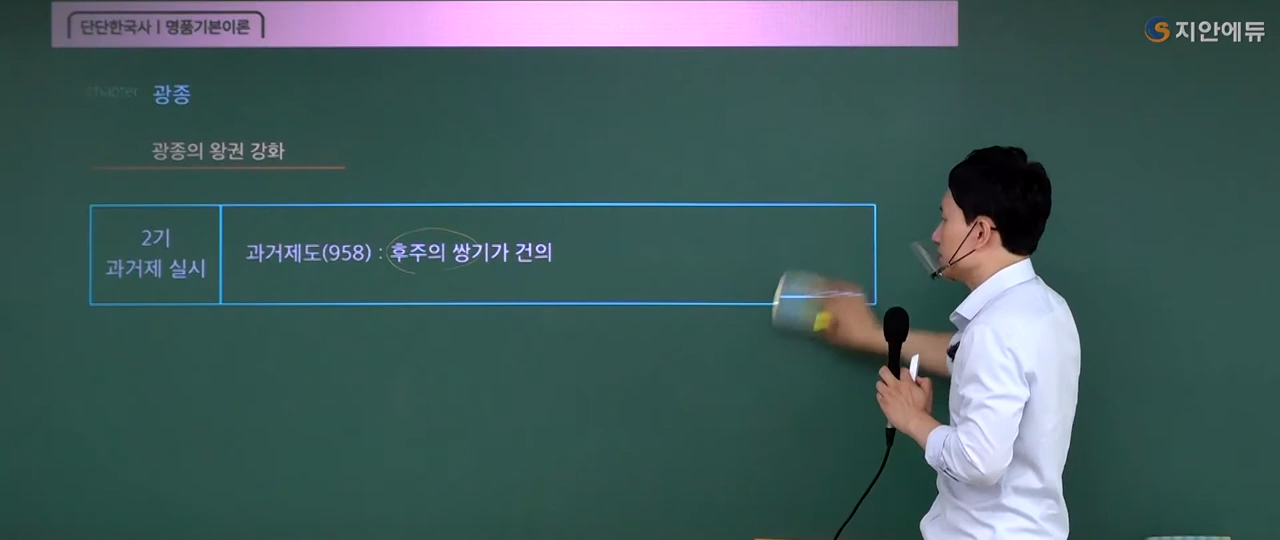 단단한국사 | 명품기본이론
지안에듀
chapter 광종
광종의 왕권 강화
2기
과거제 실시
과거제도(958) : 후주의 쌍기가 건의